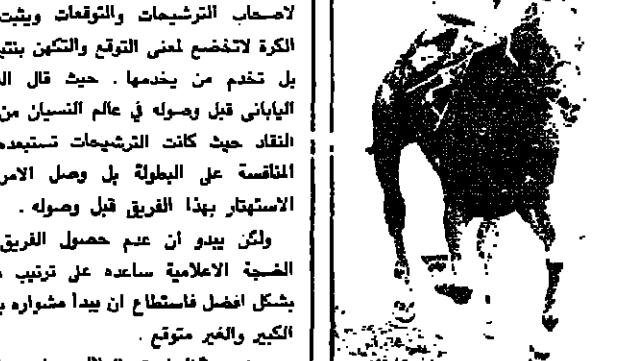 لاصحاب الترشيحات والتوقعات ويثبت
الكرة لاتخضع لمعنى التوقع والتكهن
بل تخدم من يخدمها . حيث قال
الياباني قبل وصوله في عالم النسيان من
النقاد حيث كانت الترشيحات تستبعده
المنافسة على البطولة بل وصل الامر
الاستهتار بهذا الفريق قبل وصوله .
ولكن يبدو ان عدم حصول الفريق
الضجة الاعلامية ساعده على ترتيب
بشكل افضل فاستطاع ان يبدأ مشواره
الكبير والغير متوقع .